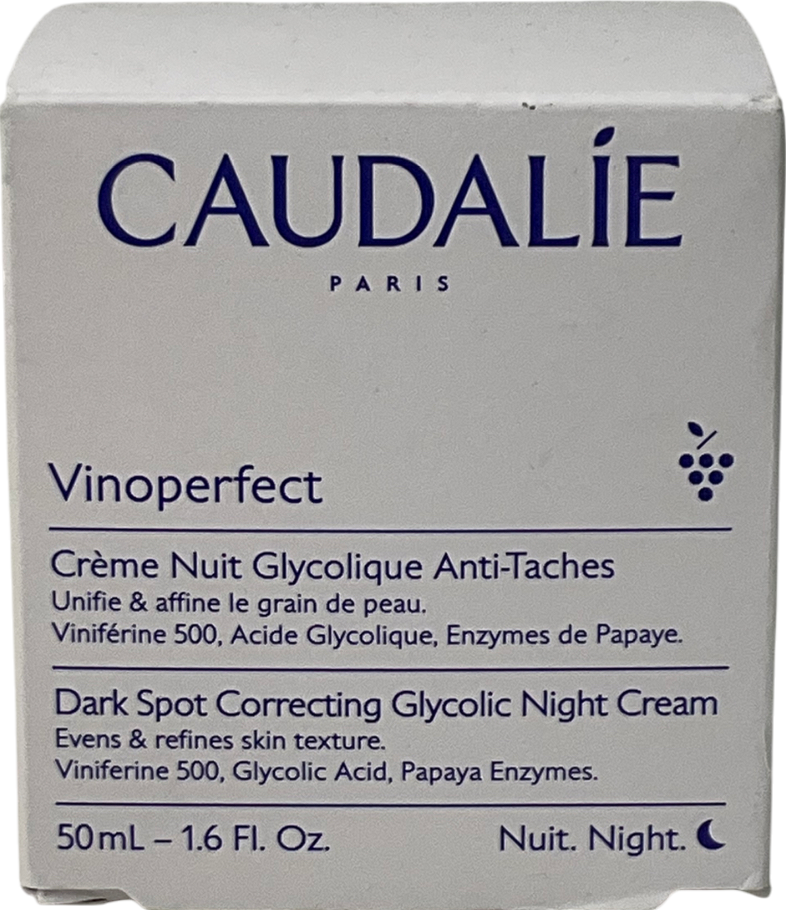 CAUDALÍE
PARIS
Vinoperfect
Crème Nuit Glycolique Anti-Taches
Unifie & affine le grain de peau.
Viniférine 500, Acide Glycolique, Enzymes de Papaye.
Dark Spot Correcting Glycolic Night Cream
Evens & refines skin texture.
Viniferine 500, Glycolic Acid, Papaya Enzymes.
50mL – 1.6 Fl. Oz. Nuit. Night.